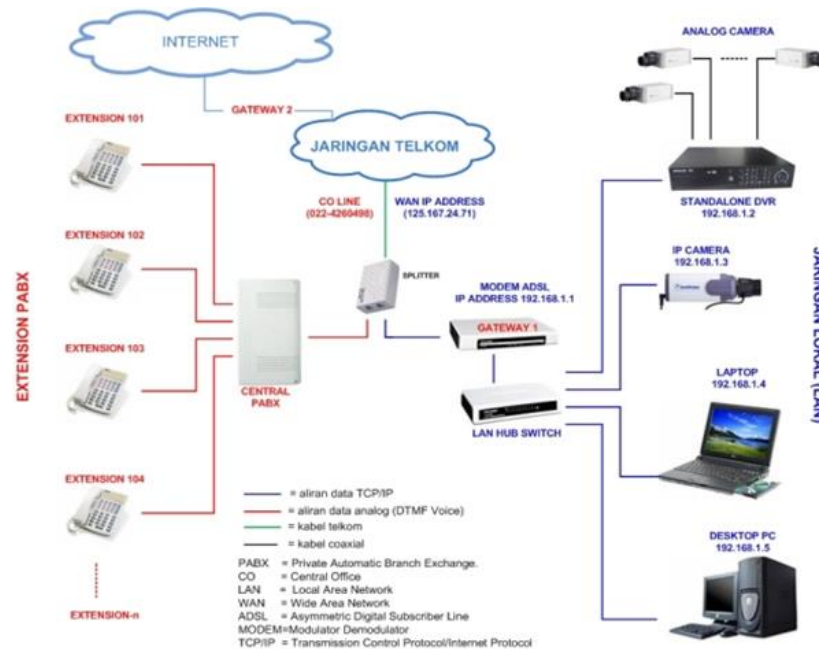 INTERNET
GATEWAY 2
JARINGAN TELKOM
CO LINE
(022-4260498)
WAN IP ADDRESS
(125.167.24.71)
SPLITTER
MODEM ADSL
IP ADDRESS 192.168.1.1
GATEWAY 1
LAN HUB SWITCH
EXTENSION PABX
EXTENSION 101
EXTENSION 102
EXTENSION 103
EXTENSION 104
EXTENSION-n
CENTRAL
PABX
ANALOG CAMERA
STANDALONE DVR
192.168.1.2
IP CAMERA
192.168.1.3
LAPTOP
192.168.1.4
DESKTOP PC
192.168.1.5
JARINGAN LOKAL (LAN)
= aliran data TCP/IP
= aliran data analog (DTMF Voice)
= kabel telkom
= kabel coaxial
PABX = Private Automatic Branch Exchange.
CO = Central Office
LAN = Local Area Network
WAN = Wide Area Network
ADSL = Asymmetric Digital Subscriber Line
MODEM=Modulator Demodulator
TCP/IP = Transmission Control Protocol/Internet Protocol